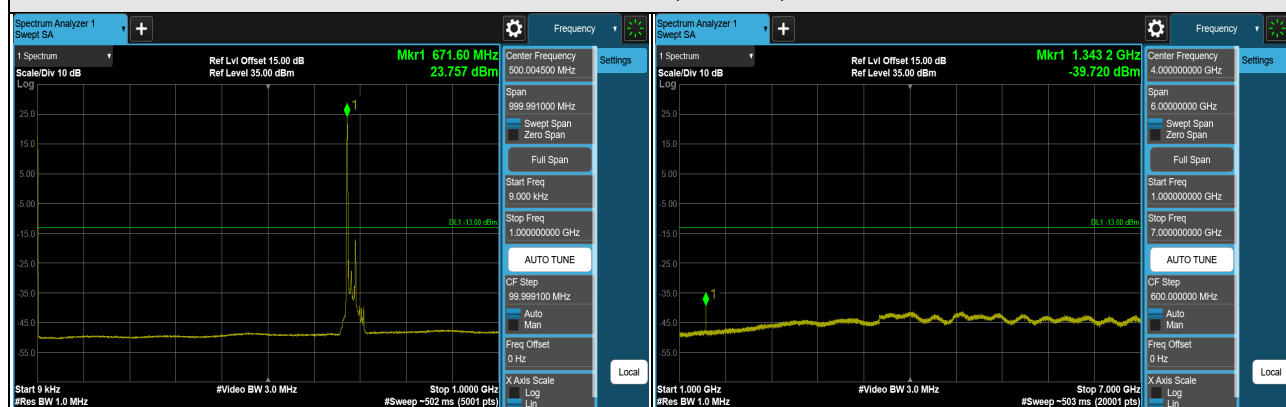 Spectrum Analyzer 1
Swept SA
+
Frequency
1 Spectrum
Scale/Div 10 dB
Ref Lvl Offset 15.00 dB
Ref Level 35.00 dBm
Mkr1 671.60 MHz
23.757 dBm
Log
25.0
15.0
5.00
-5.00
-15.0
-25.0
-35.0
-45.0
-55.0
1
DL1 -13.00 dBm
Start 9 kHz
#Res BW 1.0 MHz
#Video BW 3.0 MHz
Stop 1.0000 GHz
#Sweep ~502 ms (5001 pts)
Center Frequency
500.004500 MHz
Span
999.991000 MHz
Swept Span
Zero Span
Full Span
Start Freq
9.000 kHz
Stop Freq
1.000000000 GHz
AUTO TUNE
CF Step
99.999100 MHz
Auto
Man
Freq Offset
0 Hz
X Axis Scale
Log
Lin
Settings
Local
Spectrum Analyzer 1
Swept SA
+
Frequency
1 Spectrum
Scale/Div 10 dB
Ref Lvl Offset 15.00 dB
Ref Level 35.00 dBm
Mkr1 1.343 2 GHz
-39.720 dBm
Log
25.0
15.0
5.00
-5.00
-15.0
-25.0
-35.0
-45.0
-55.0
1
DL1 -13.00 dBm
Start 1.000 GHz
#Res BW 1.0 MHz
#Video BW 3.0 MHz
Stop 7.000 GHz
#Sweep ~503 ms (20001 pts)
Center Frequency
4.000000000 GHz
Span
6.00000000 GHz
Swept Span
Zero Span
Full Span
Start Freq
1.000000000 GHz
Stop Freq
7.000000000 GHz
AUTO TUNE
CF Step
600.000000 MHz
Auto
Man
Freq Offset
0 Hz
X Axis Scale
Log
Lin
Settings
Local